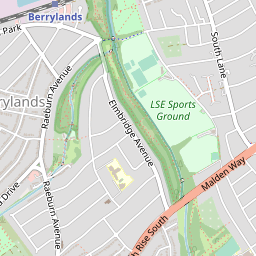 Berrylands
Park
South Lane
Raeburn Avenue
LSE Sports
Ground
rylands
Elmbridge Avenue
Malden Way
Drive
Raeburn Avenue
h Rise South